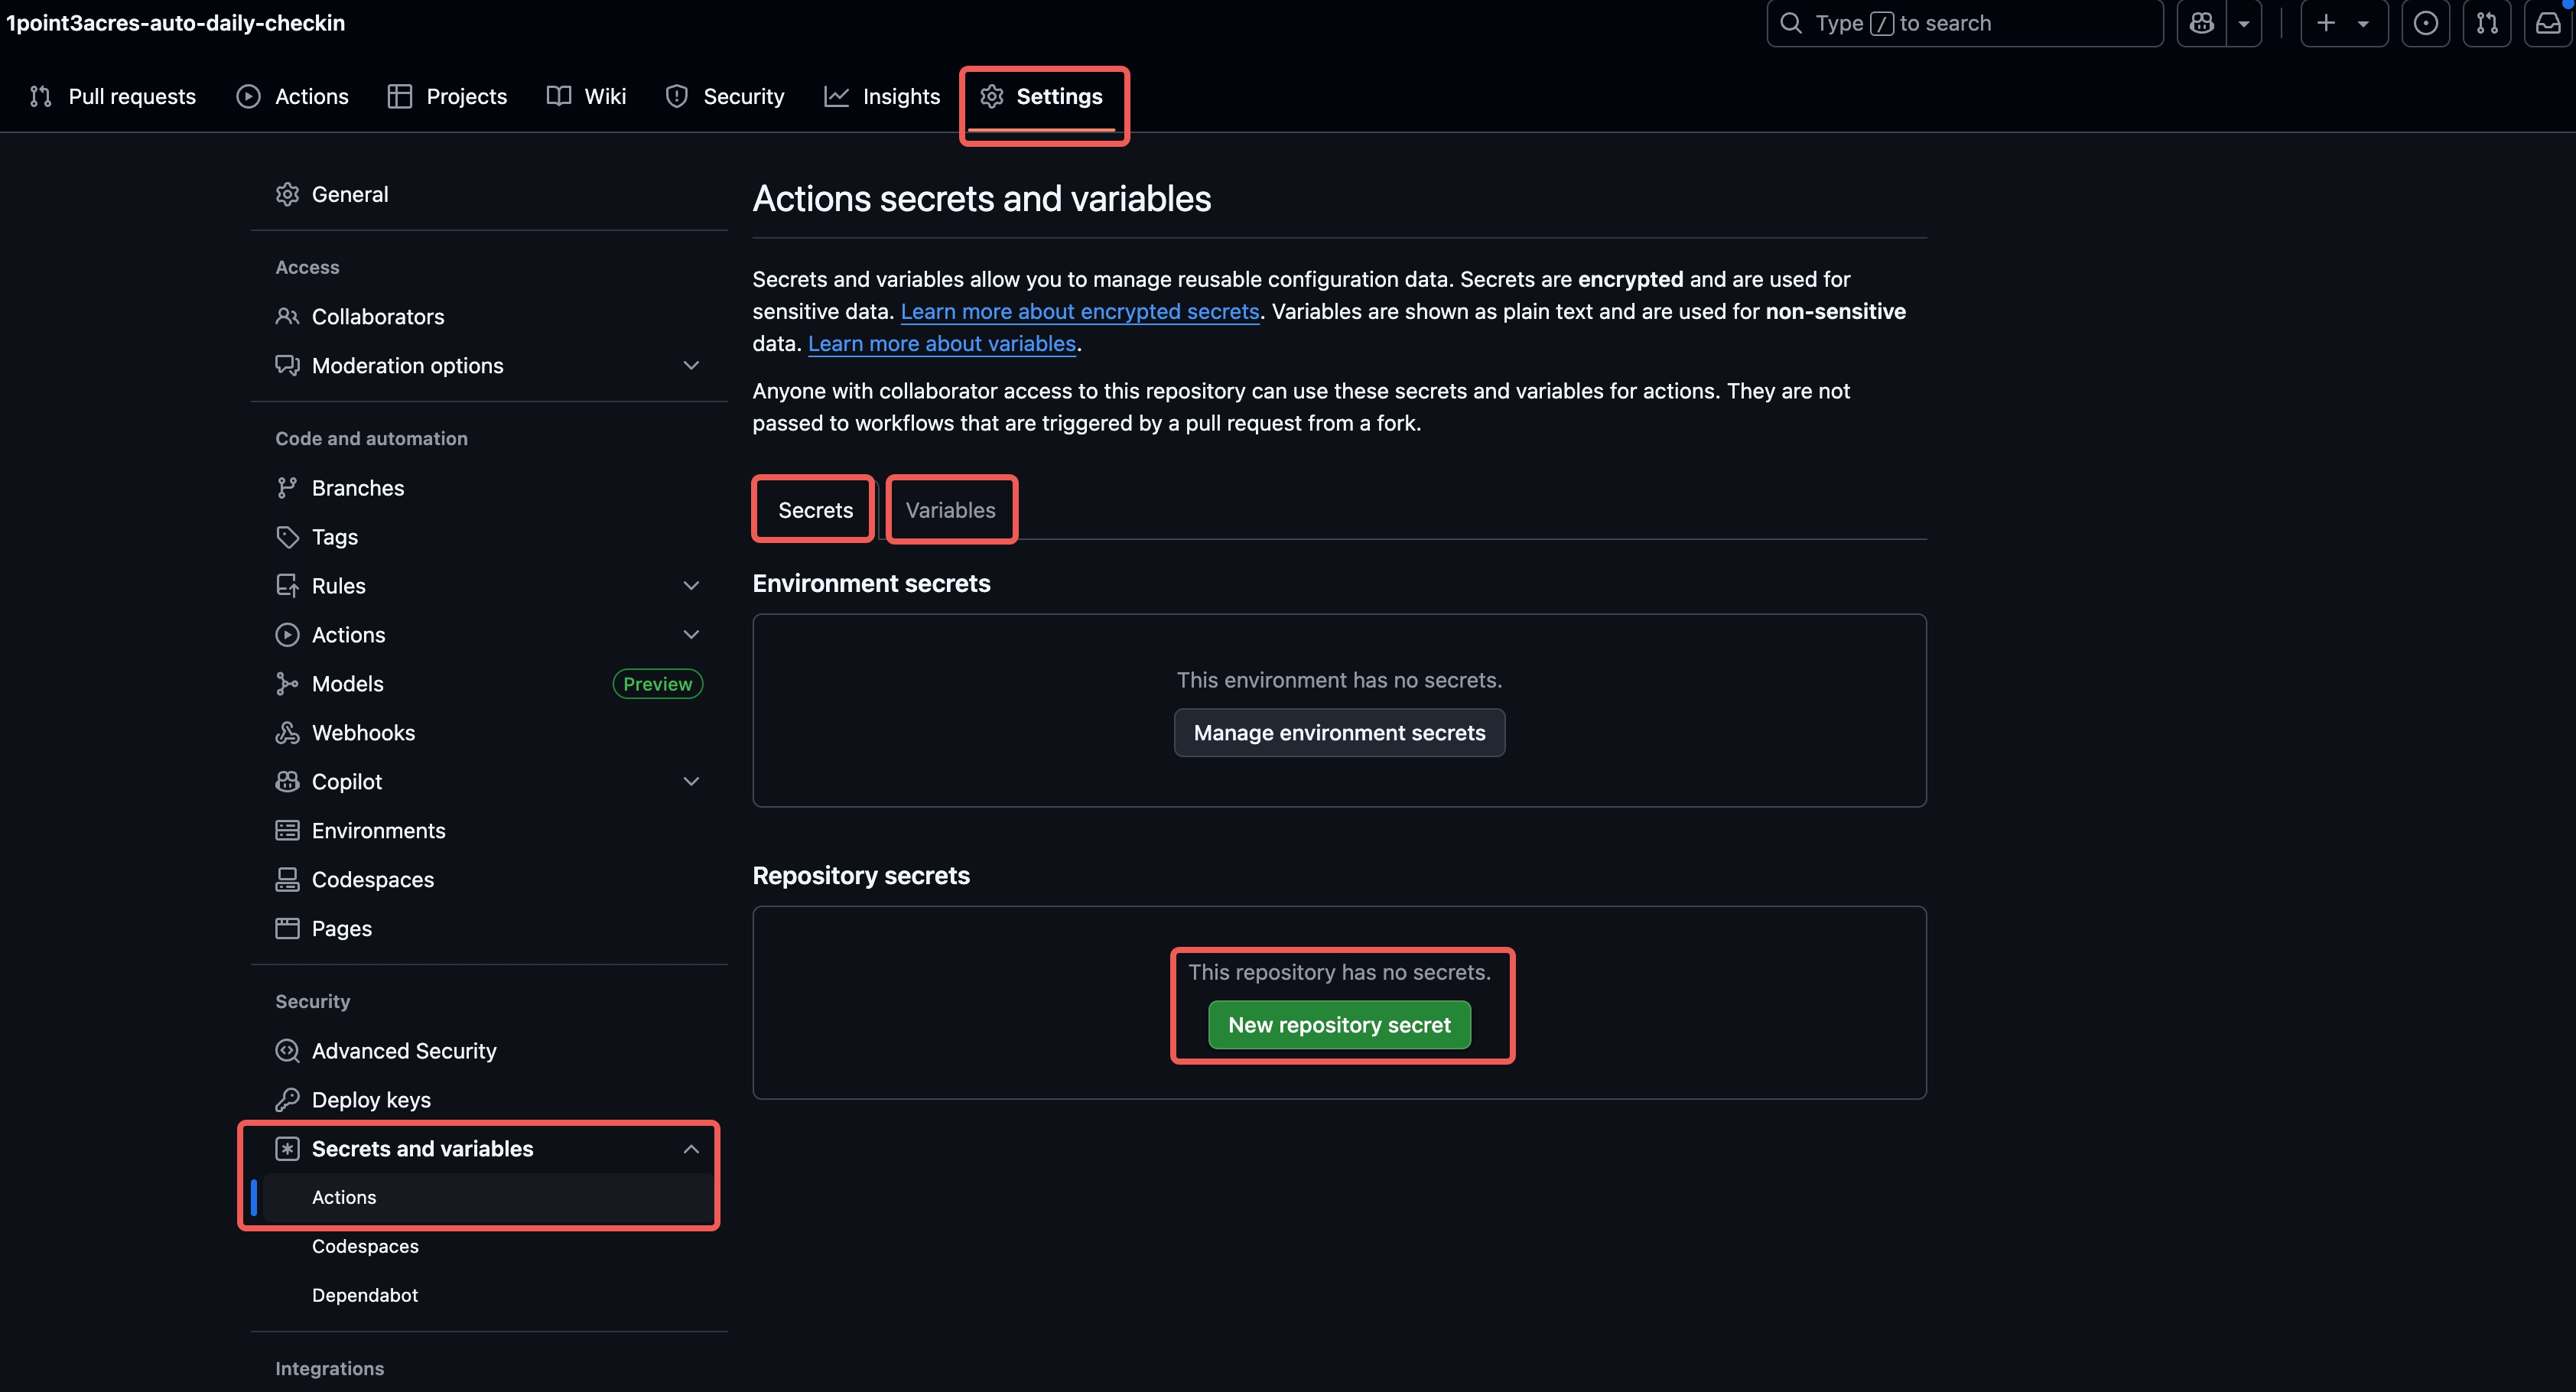 1point3acres-auto-daily-checkin
Type / to search
Pull requests
Actions
Projects
Wiki
Security
Insights
Settings
General
Access
Collaborators
Moderation options
Code and automation
Branches
Tags
Rules
Actions
Models
Preview
Webhooks
Copilot
Environments
Codespaces
Pages
Security
Advanced Security
Deploy keys
Secrets and variables
Actions
Codespaces
Dependabot
Integrations
Actions secrets and variables
Secrets and variables allow you to manage reusable configuration data. Secrets are encrypted and are used for
sensitive data. Learn more about encrypted secrets. Variables are shown as plain text and are used for non-sensitive
data. Learn more about variables.
Anyone with collaborator access to this repository can use these secrets and variables for actions. They are not
passed to workflows that are triggered by a pull request from a fork.
Secrets
Variables
Environment secrets
This environment has no secrets.
Manage environment secrets
Repository secrets
This repository has no secrets.
New repository secret